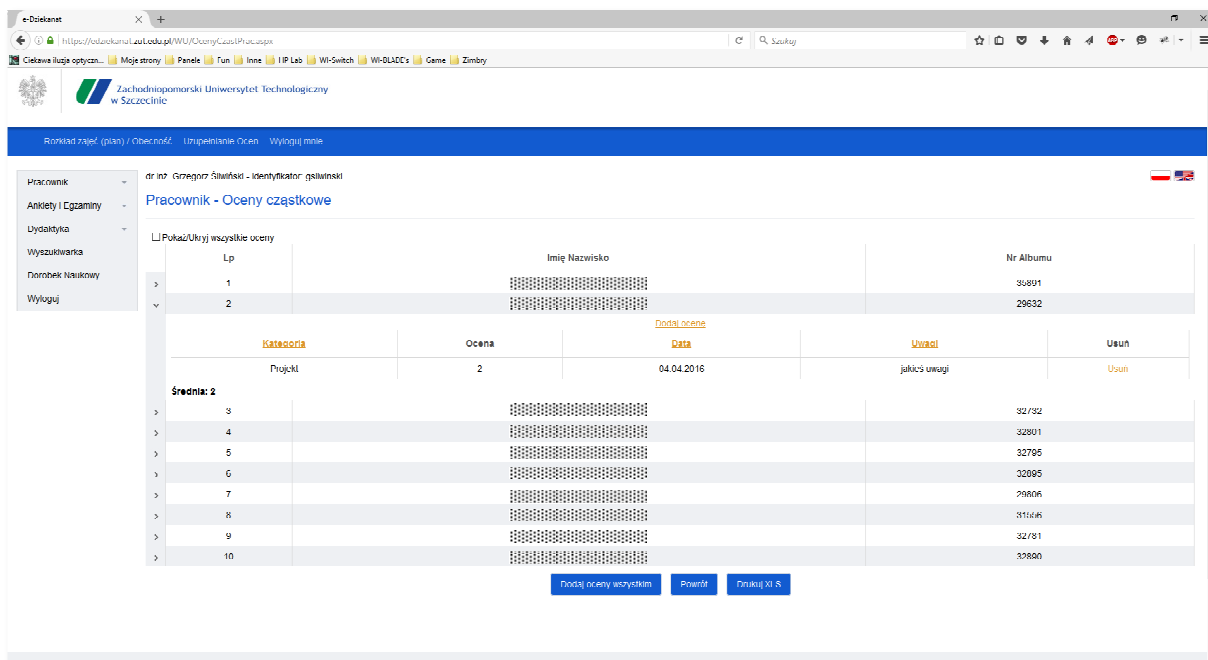 e-Dziekanat
https://edziekanat.zut.edu.pl/WU/OcenyCzastPrac.aspx
Szukaj
Ciekawa iluzja optyczn... Moje strony Panele Fun Inne HP Lab WI-Switch WI-BLADE's Game Zimbry
Zachodniopomorski Uniwersytet Technologiczny
w Szczecinie
Rozkład zajęć (plan) / Obecność Uzupełnianie Ocen Wyloguj mnie
Pracownik
Ankiety i Egzaminy
Dydaktyka
Wyszukiwarka
Dorobek Naukowy
Wyloguj
dr inż. Grzegorz Śliwiński - Identyfikator: gsliwinski
Pracownik - Oceny cząstkowe
Pokaż/Ukryj wszystkie oceny
Lp Imię Nazwisko Nr Albumu
1 35891
2 29632
Dodaj ocenę
Kategoria Ocena Data Uwagi Usuń
Projekt 2 04.04.2016 jakieś uwagi Usuń
Średnia: 2
3 32732
4 32801
5 32795
6 32895
7 29806
8 31556
9 32781
10 32890
Dodaj oceny wszystkim Powrót Drukuj XLS